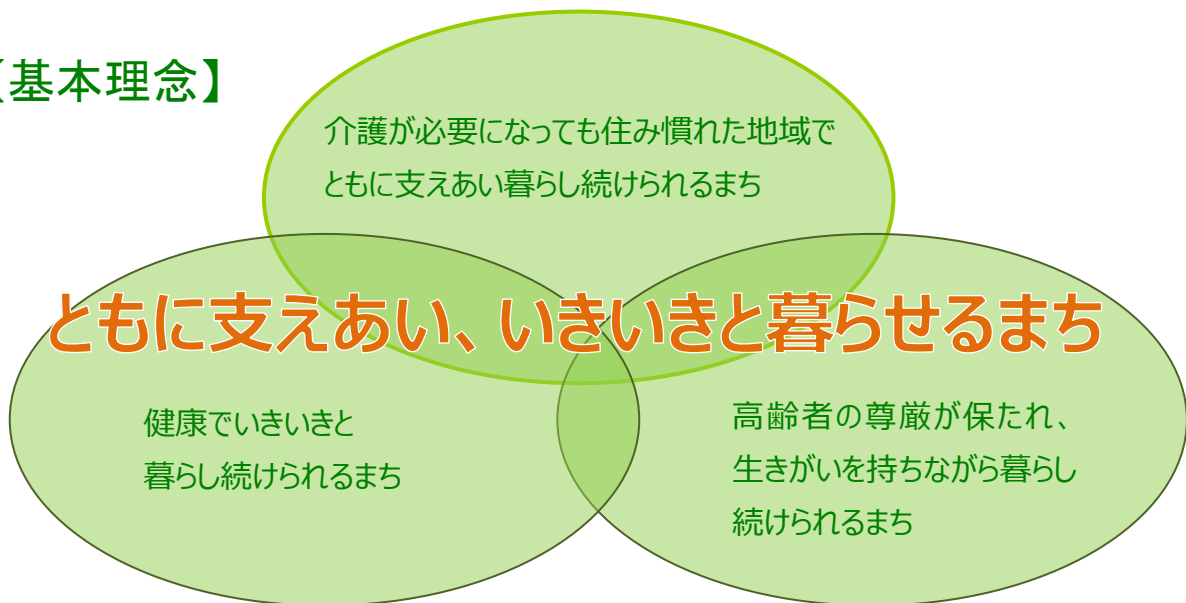 【基本理念】
介護が必要になっても住み慣れた地域で
ともに支えあい暮らし続けられるまち
ともに支えあい、いきいきと暮らせるまち
健康でいきいきと
暮らし続けられるまち
高齢者の尊厳が保たれ、
生きがいを持ちながら暮らし
続けられるまち